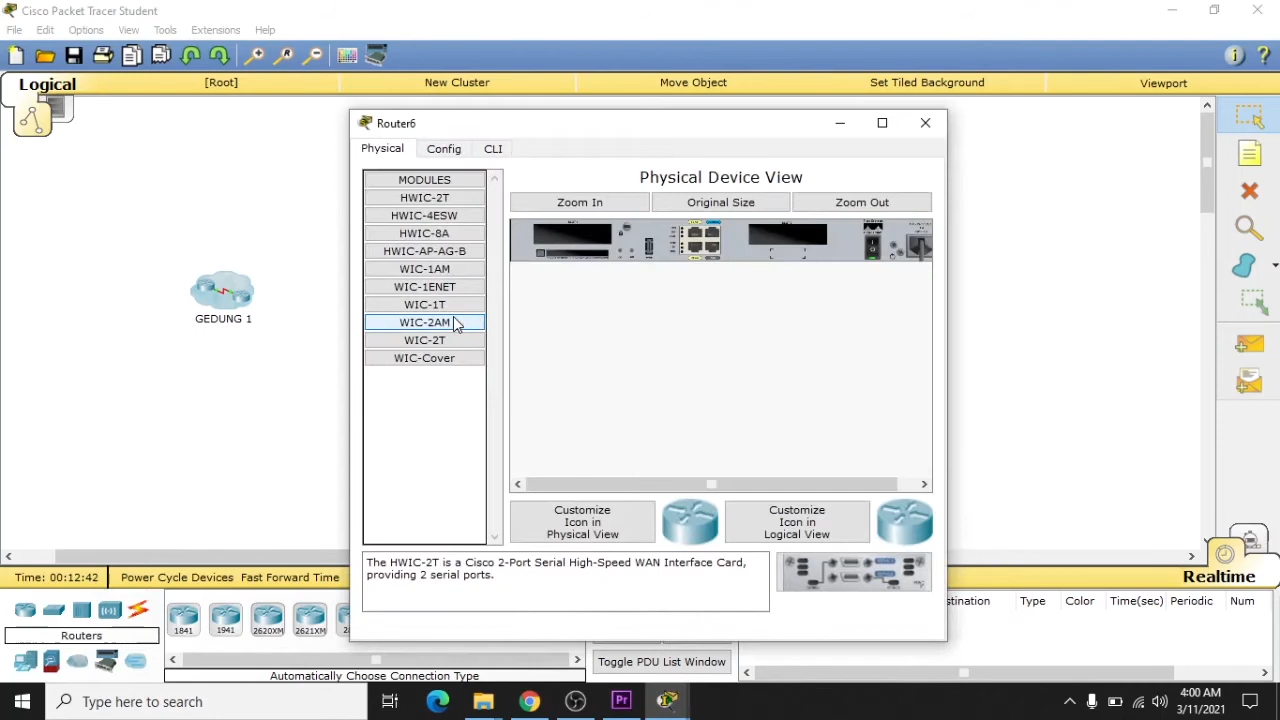 Cisco Packet Tracer Student
File Edit Options View Tools Extensions Help
Logical
[Root] New Cluster Move Object Set Tiled Background Viewport
Router6
Physical Config CLI
MODULES
HWIC-2T
HWIC-4ESW
HWIC-8A
HWIC-AP-AG-B
WIC-1AM
WIC-1ENET
WIC-1T
WIC-2AM
WIC-2T
WIC-Cover
Physical Device View
Zoom In Original Size Zoom Out
GEDUNG 1
Customize Icon in Physical View
Customize Icon in Logical View
The HWIC-2T is a Cisco 2-Port Serial High-Speed WAN Interface Card,
providing 2 serial ports.
Time: 00:12:42 Power Cycle Devices Fast Forward Time
Realtime
Routers
1841 1941 2620XM 2621XM
Automatically Choose Connection Type
Toggle PDU List Window
stination Type Color Time(sec) Periodic Num
Type here to search
Pr
4:00 AM
3/11/2021